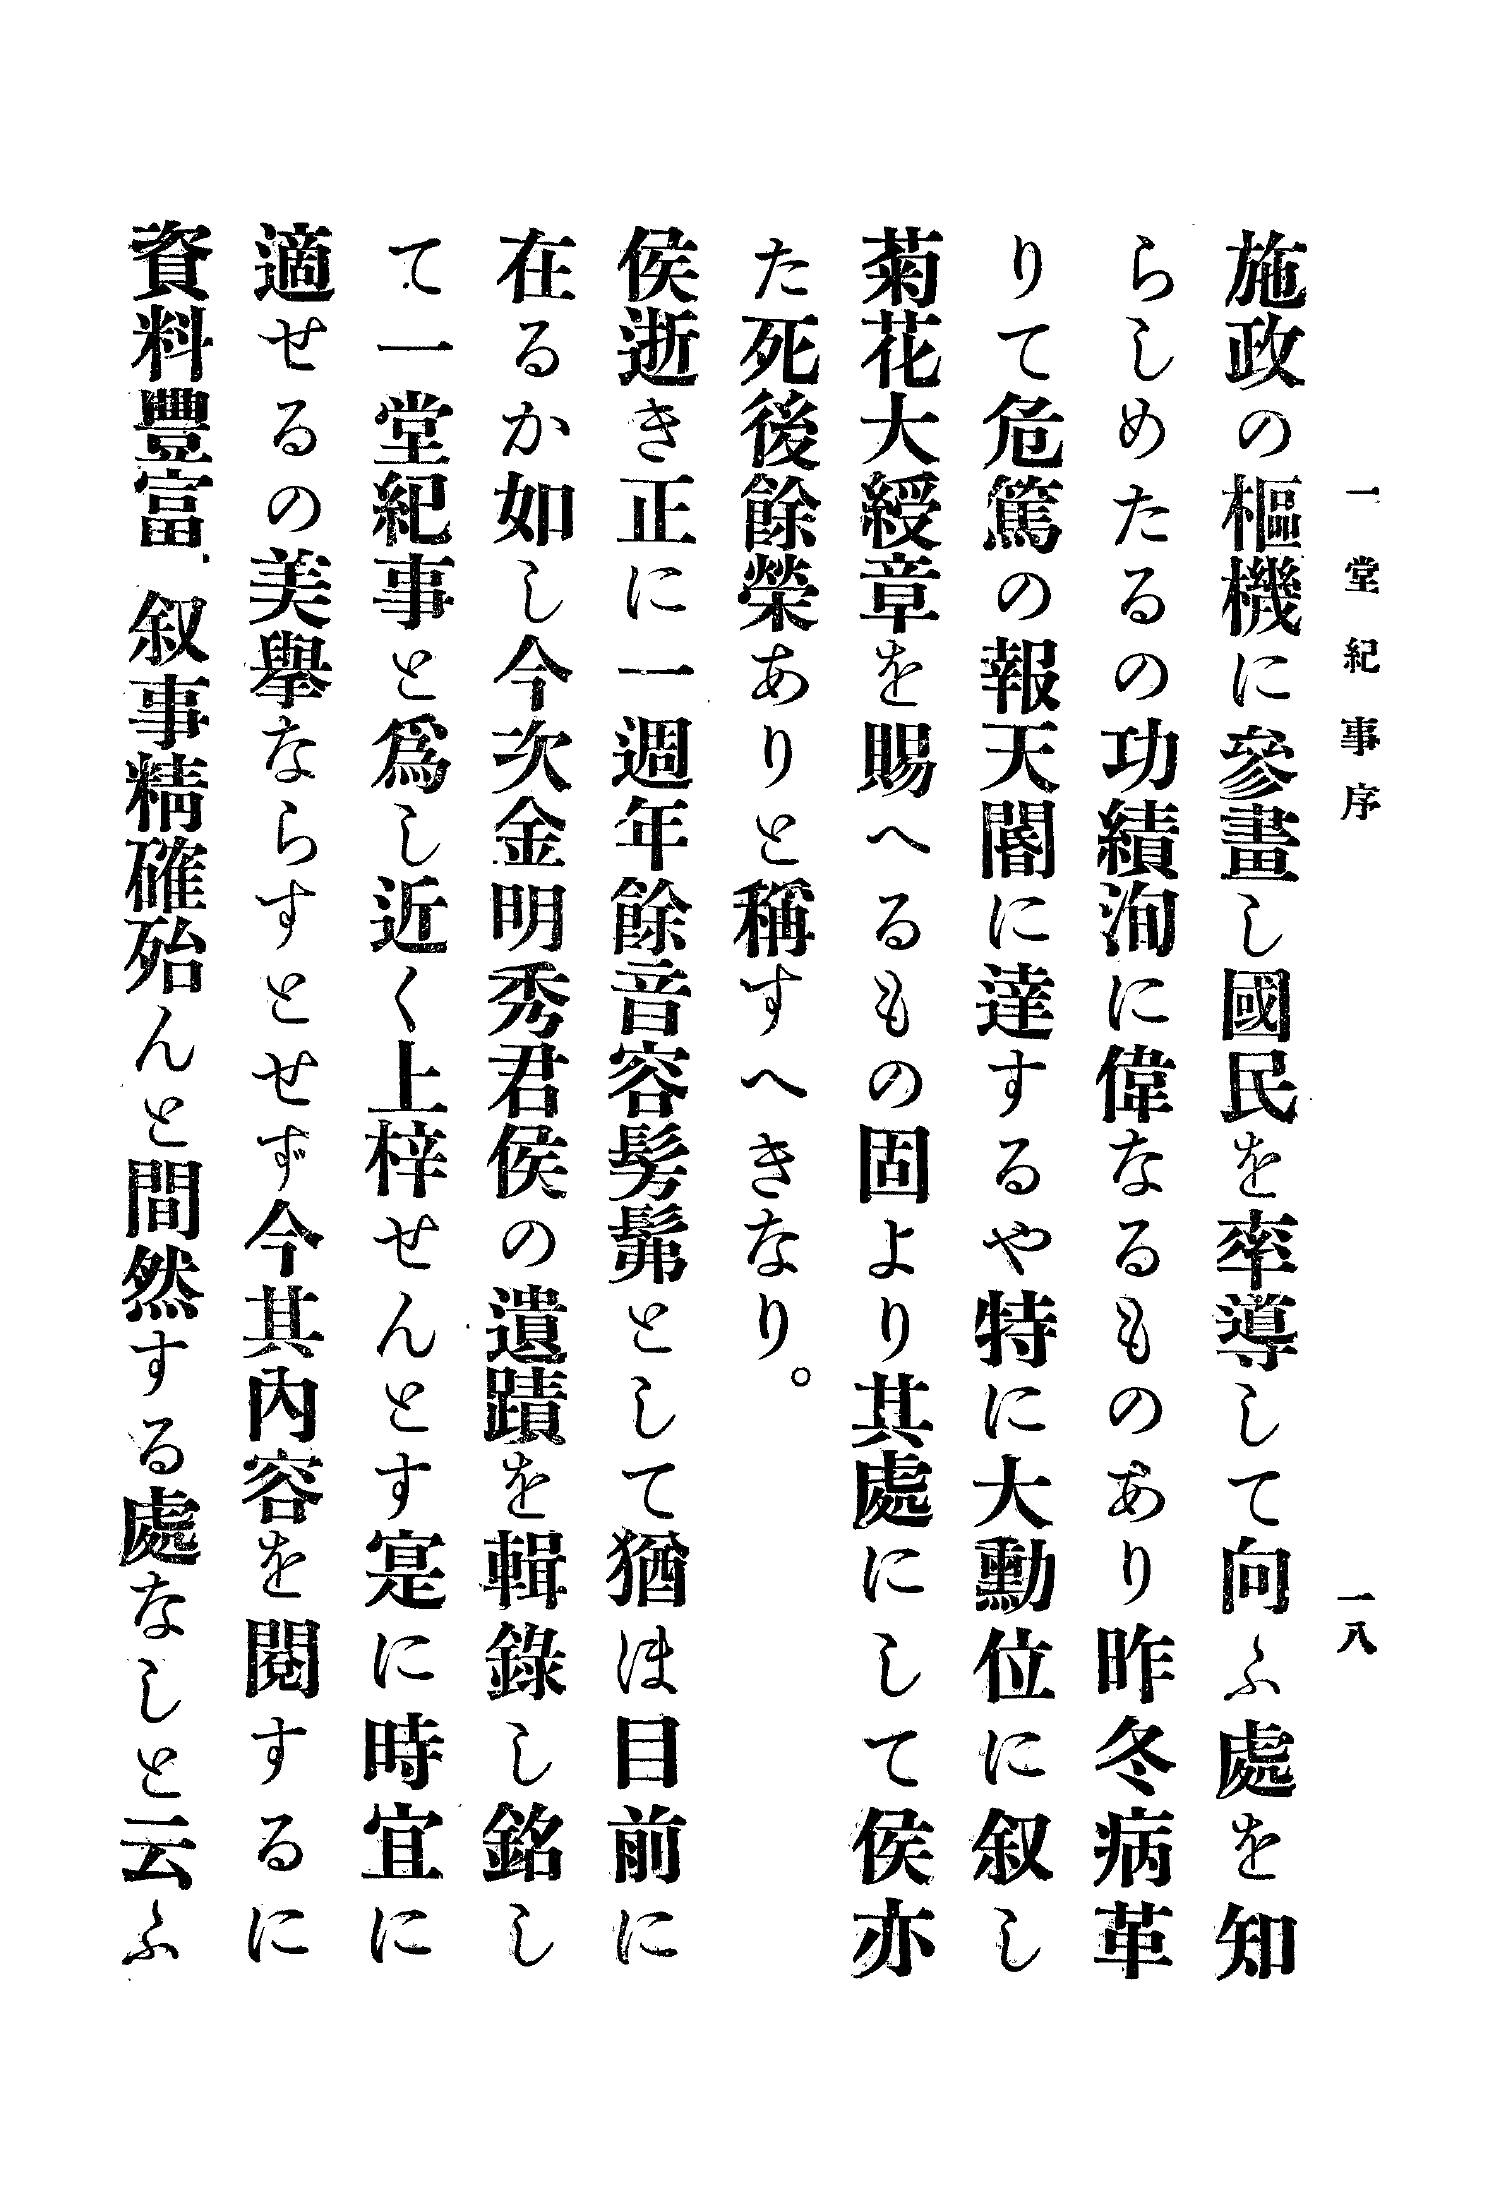 一堂紀事序
一八
施政の樞機に參畫し國民を率導して向ふ處を知
らしめたるの功績洵に偉なるものあり昨冬病革
りて危篤の報天閽に達するや特に大勳位に叙し
菊花大綬章を賜へるもの固より其處にして侯亦
た死後餘榮ありと稱すへきなり。
侯逝き正に一週年餘音容髣髴として猶ほ目前に
在るか如し今次金明秀君侯の遺蹟を輯錄し銘し
て一堂紀事と爲し近く上梓せんとす寔に時宜に
適せるの美擧ならすとせず今其內容を閱するに
資料豐富、叙事精確殆んと間然する處なしと云ふ